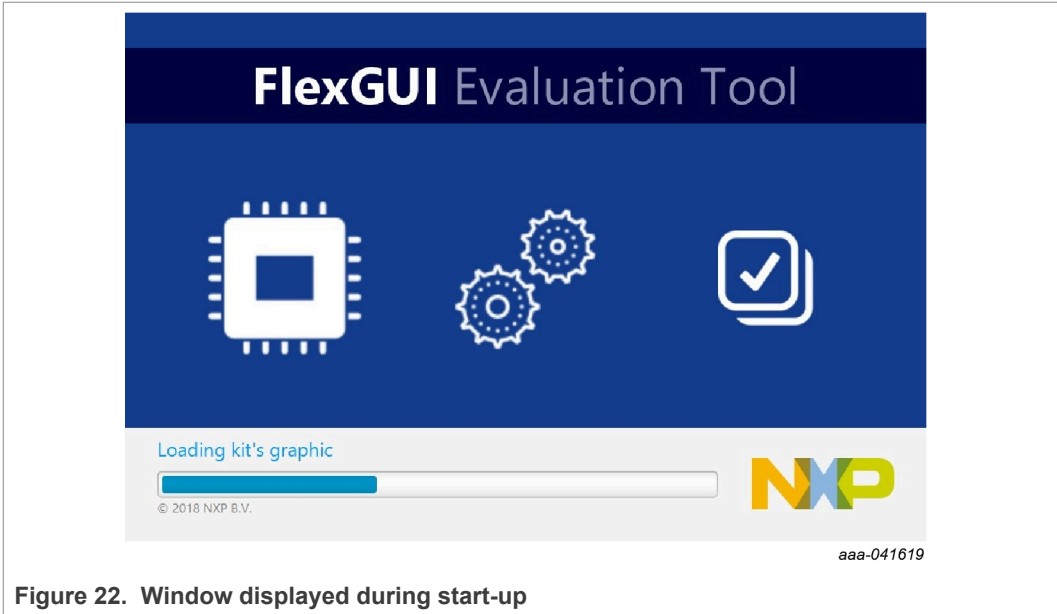 FlexGUI Evaluation Tool
Loading kit's graphic
© 2018 NXP B.V.
NXP
aaa-041619
Figure 22. Window displayed during start-up